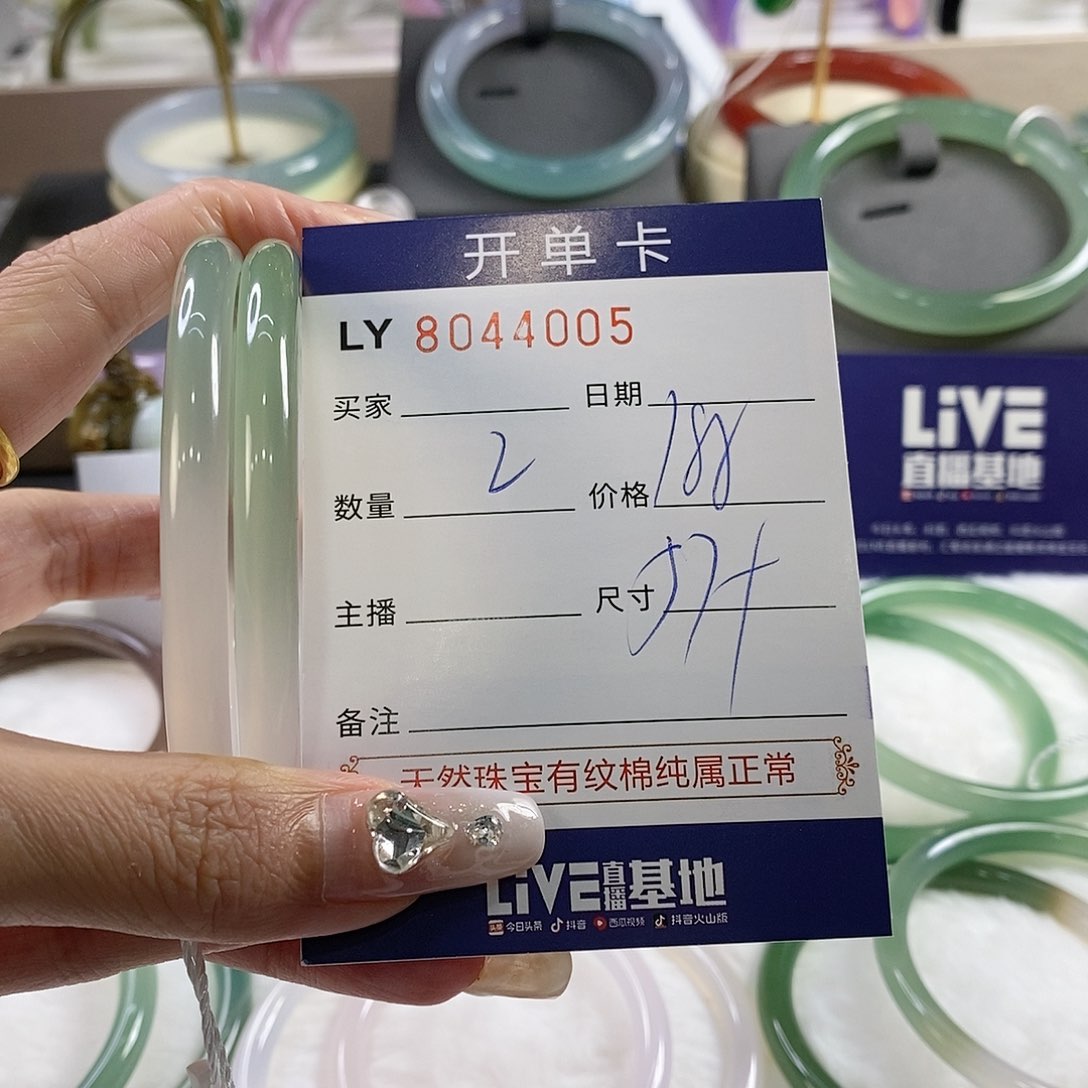 开单卡
LY 8044005
买家 日期
数量 2 价格 188
主播 尺寸 57+
备注
天然珠宝有纹棉纯属正常
LiVE直播基地
今日头条 抖音 西瓜视频 抖音火山版
LiVE
直播基地